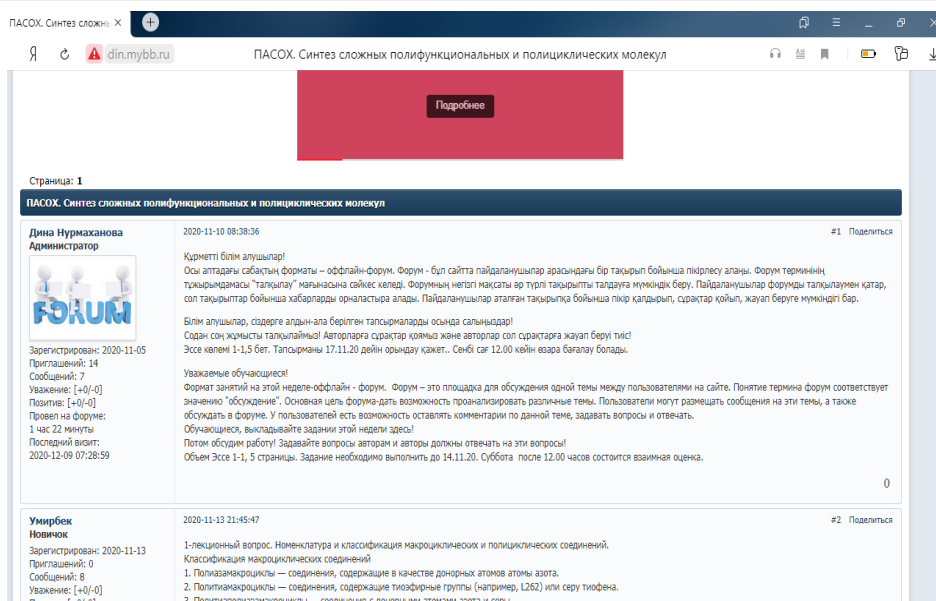 ПАСОХ. Синтез сложнь
din.mybb.ru
ПАСОХ. Синтез сложных полифункциональных и полициклических молекул
Подробнее
Страница: 1
ПАСОХ. Синтез сложных полифункциональных и полициклических молекул
Дина Нурмаханова
Администратор
FORUM
Зарегистрирован: 2020-11-05
Приглашений: 14
Сообщений: 7
Уважение: [+0/-0]
Позитив: [+0/-0]
Провел на форуме:
1 час 22 минуты
Последний визит:
2020-12-09 07:28:59
2020-11-10 08:38:36
#1 Поделиться
Құрметті білім алушылар!
Осы аптадағы сабақтың форматы – оффлайн-форум. Форум - бұл сайтта пайдаланушылар арасындағы бір тақырып бойынша пікірлесу алаңы. Форум терминінің
тұжырымдамасы "талқылау" мағынасына сәйкес келеді. Форумның негізгі мақсаты әр түрлі тақырыпты талдауға мүмкіндік беру. Пайдаланушылар форумды талқылаумен қатар,
сол тақырыптар бойынша хабарларды орналастыра алады. Пайдаланушылар аталған тақырыпқа бойынша пікір қалдырып, сұрақтар қойып, жауап беруге мүмкіндігі бар.
Білім алушылар, сіздерге алдын-ала берілген тапсырмаларды осында салыңыздар!
Содан соң жұмысты талқылаймыз! Авторларға сұрақтар қоямыз және авторлар сол сұрақтарға жауап беруі тиіс!
Эссе көлемі 1-1,5 бет. Тапсырманы 17.11.20 дейін орындау қажет.. Сенбі сағ 12.00 кейін өзара бағалау болады.
Уважаемые обучающиеся!
Формат занятий на этой неделе-оффлайн - форум. Форум – это площадка для обсуждения одной темы между пользователями на сайте. Понятие термина форум соответствует
значению "обсуждение". Основная цель форума-дать возможность проанализировать различные темы. Пользователи могут размещать сообщения на эти темы, а также
обсуждать в форуме. У пользователей есть возможность оставлять комментарии по данной теме, задавать вопросы и отвечать.
Обучающиеся, выкладывайте задании этой недели здесь!
Потом обсудим работу! Задавайте вопросы авторам и авторы должны отвечать на эти вопросы!
Объем Эссе 1-1, 5 страницы. Задание необходимо выполнить до 14.11.20. Суббота после 12.00 часов состоится взаимная оценка.
0
Умирбек
Новичок
Зарегистрирован: 2020-11-13
Приглашений: 0
Сообщений: 8
Уважение: [+0/-0]
2020-11-13 21:45:47
#2 Поделиться
1-лекционный вопрос. Номенклатура и классификация макроциклических и полициклических соединений.
Классификация макроциклических соединений
1. Полиазамакроциклы — соединения, содержащие в качестве донорных атомов атомы азота.
2. Политиамакроциклы — соединения, содержащие тиоэфирные группы (например, L262) или серу тиофена.